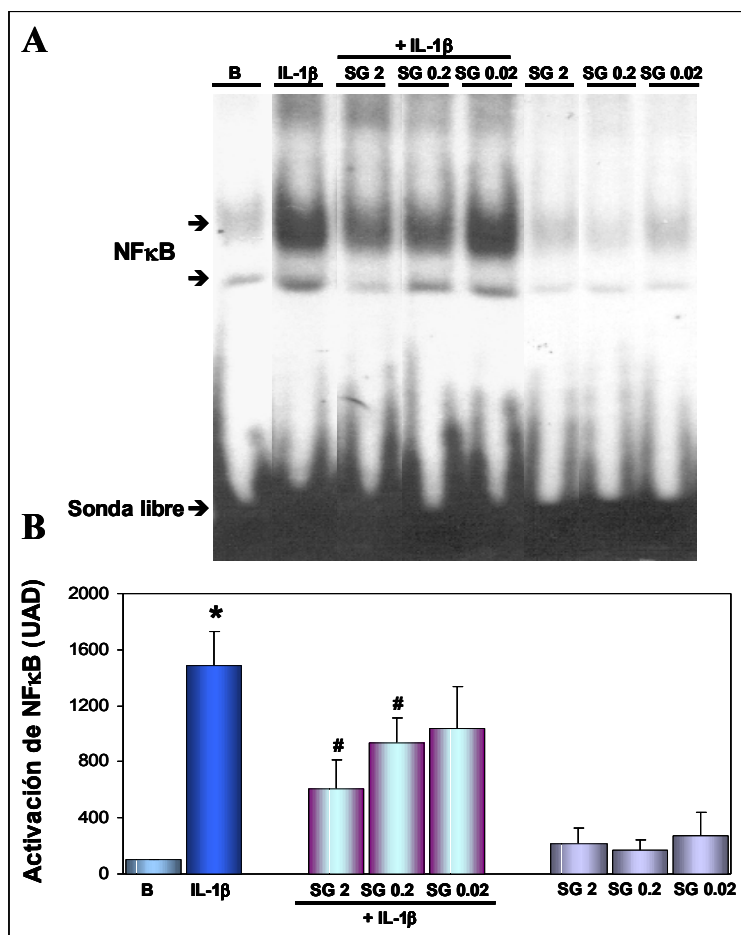 A
+ IL-1β
B IL-1β SG 2 SG 0.2 SG 0.02 SG 2 SG 0.2 SG 0.02
➔
NFκB
➔
Sonda libre ➔
B
Activación de NFκB (UAD)
2000
1600
1200
800
400
0
*
#
#
B IL-1β SG 2 SG 0.2 SG 0.02 SG 2 SG 0.2 SG 0.02
+ IL-1β